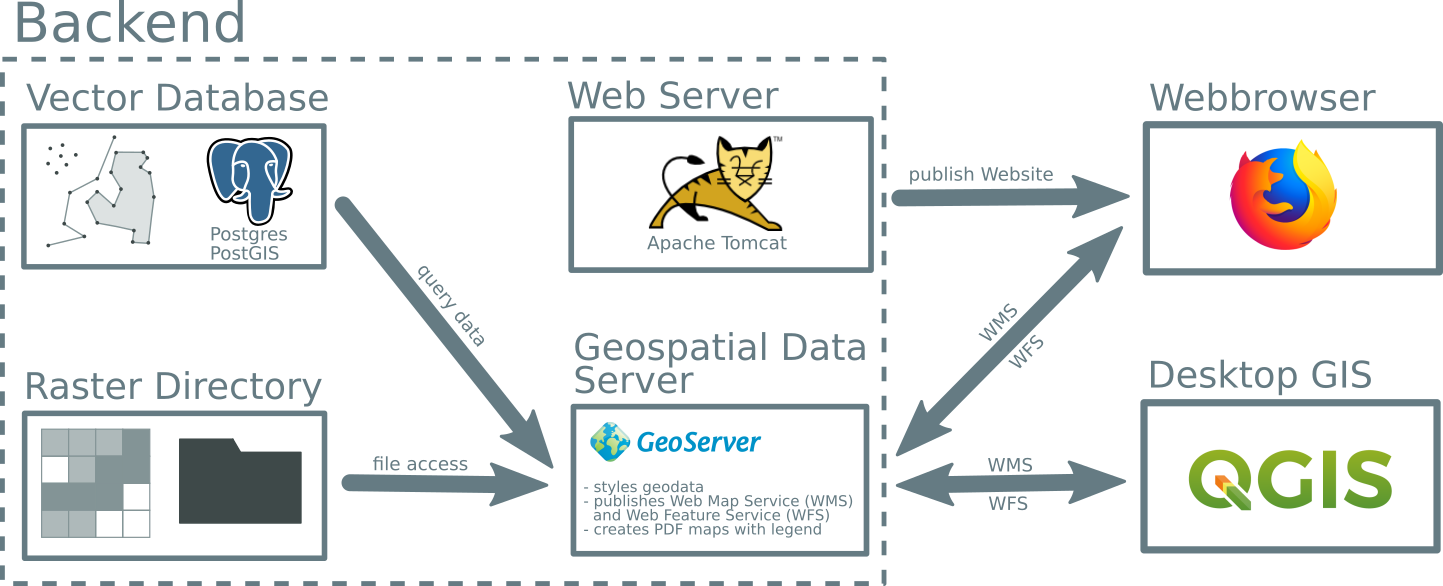 Backend
Vector Database
Postgres
PostGIS
Web Server
TM
Apache Tomcat
publish Website
Webbrowser
query data
WMS
WFS
Raster Directory
file access
Geospatial Data
Server
GeoServer
- styles geodata
- publishes Web Map Service (WMS)
and Web Feature Service (WFS)
- creates PDF maps with legend
WMS
WFS
Desktop GIS
QGIS